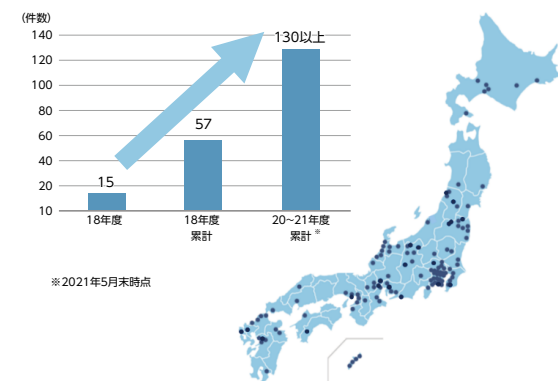 (件数)
140
120
100
80
60
40
20
10
15
57
130以上
18年度
18年度
累計
20~21年度
累計 ※
※2021年5月末時点